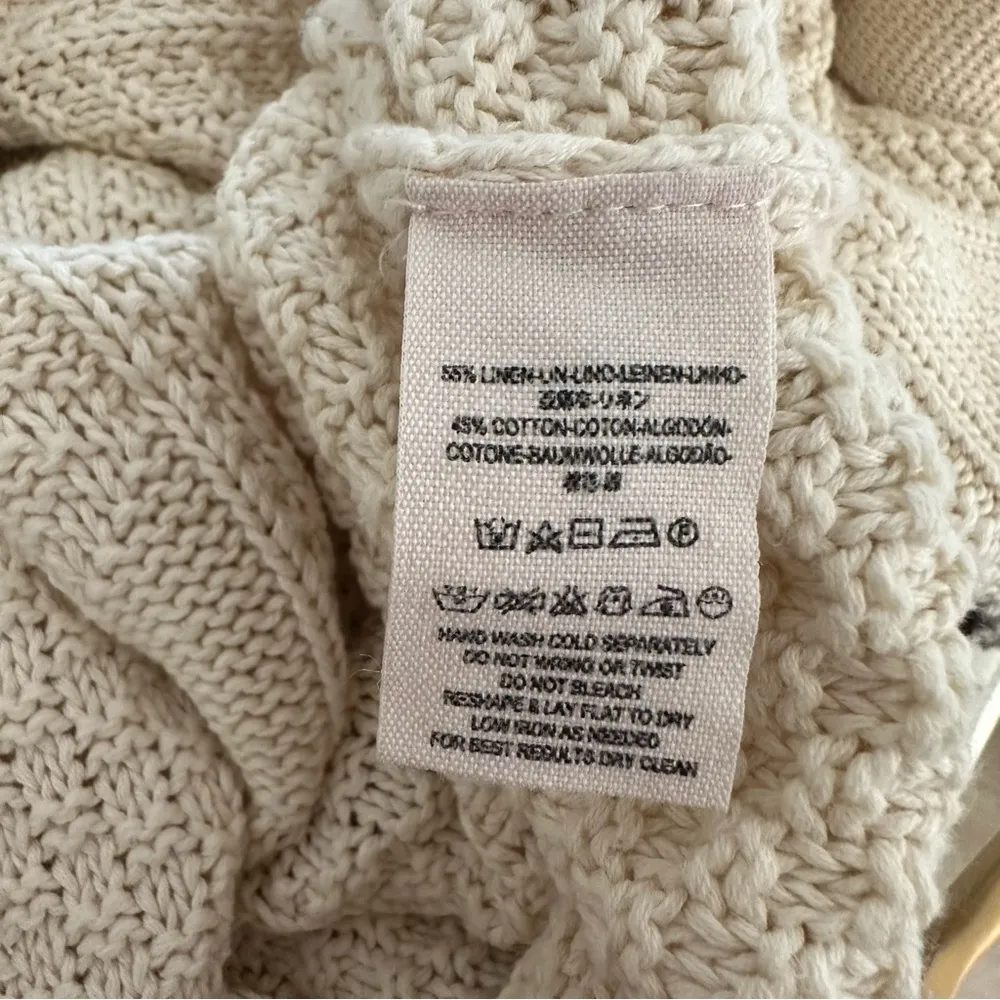 55% LINEN-LIN-LINO-LEINEN-LINHO-
亚麻布-リネン
45% COTTON-COTON-ALGODÓN-
COTONE-BAUMWOLLE-ALGODÃO-
棉
HAND WASH COLD SEPARATELY
DO NOT WRING OR TWIST
DO NOT BLEACH
RESHAPE & LAY FLAT TO DRY
LOW IRON AS NEEDED
FOR BEST RESULTS DRY CLEAN